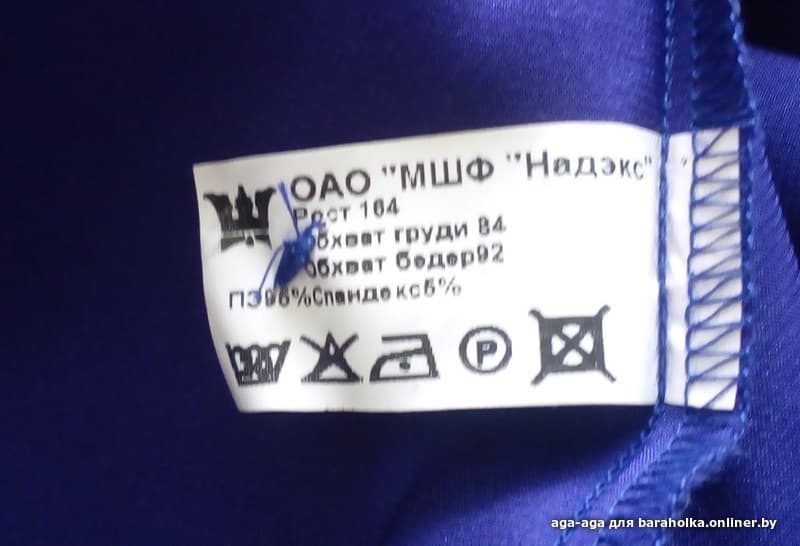 ОАО "МШФ "Надэкс"
Рост 164
обхват груди 84
обхват бедер92
ПЭ95%Спандекс5%
P
aga-aga для baraholka.onliner.by